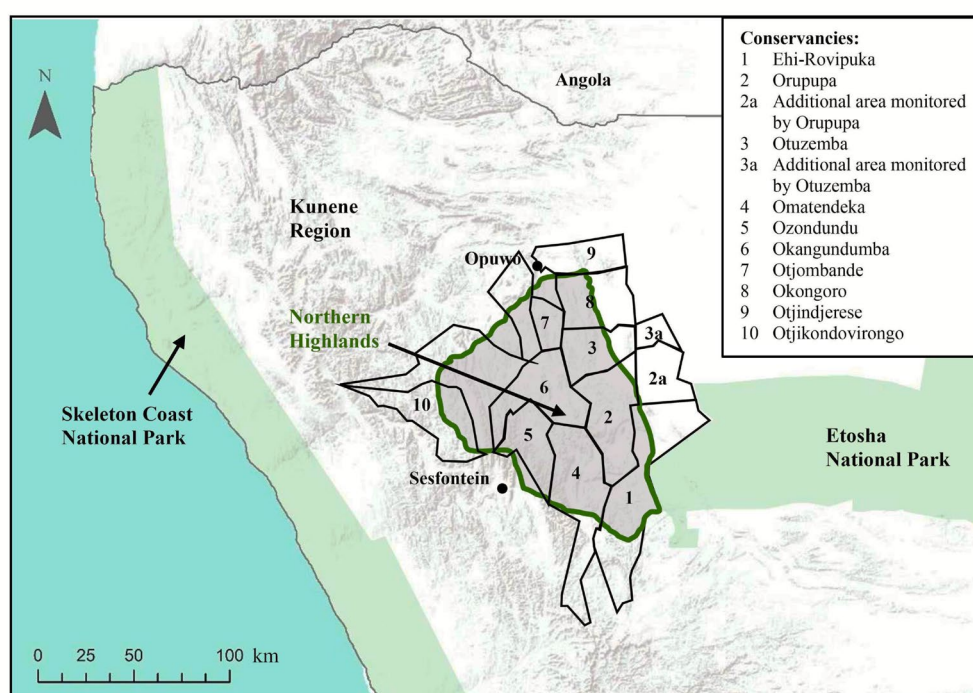 Conservancies:
1 Ehi-Rovipuka
2 Orupupa
2a Additional area monitored
by Orupupa
3 Otuzemba
3a Additional area monitored
by Otuzemba
4 Omatendeka
5 Ozondundu
6 Okangundumba
7 Otjombande
8 Okongoro
9 Otjindjerese
10 Otjikondovirongo
N
Angola
Kunene
Region
Opuwo
9
8
Northern
Highlands
7
3
3a
2a
6
10
2
5
4
1
Skeleton Coast
National Park
Sesfontein
Etosha
National Park
0 25 50 100 km